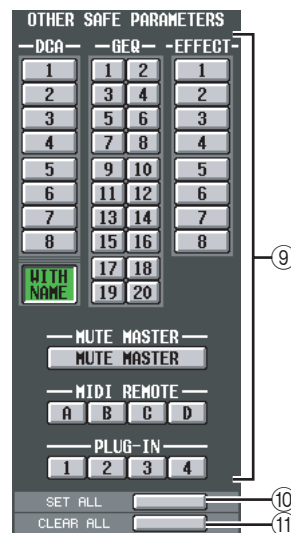 OTHER SAFE PARAMETERS
DCA GEQ EFFECT
1 1 2 1
2 3 4 2
3 5 6 3
4 7 8 4
5 9 10 5
6 11 12 6
7 13 14 7
8 15 16 8
17 18
WITH NAME 19 20
9
MUTE MASTER
MUTE MASTER
MIDI REMOTE
A B C D
PLUG-IN
1 2 3 4
SET ALL 10
CLEAR ALL 11